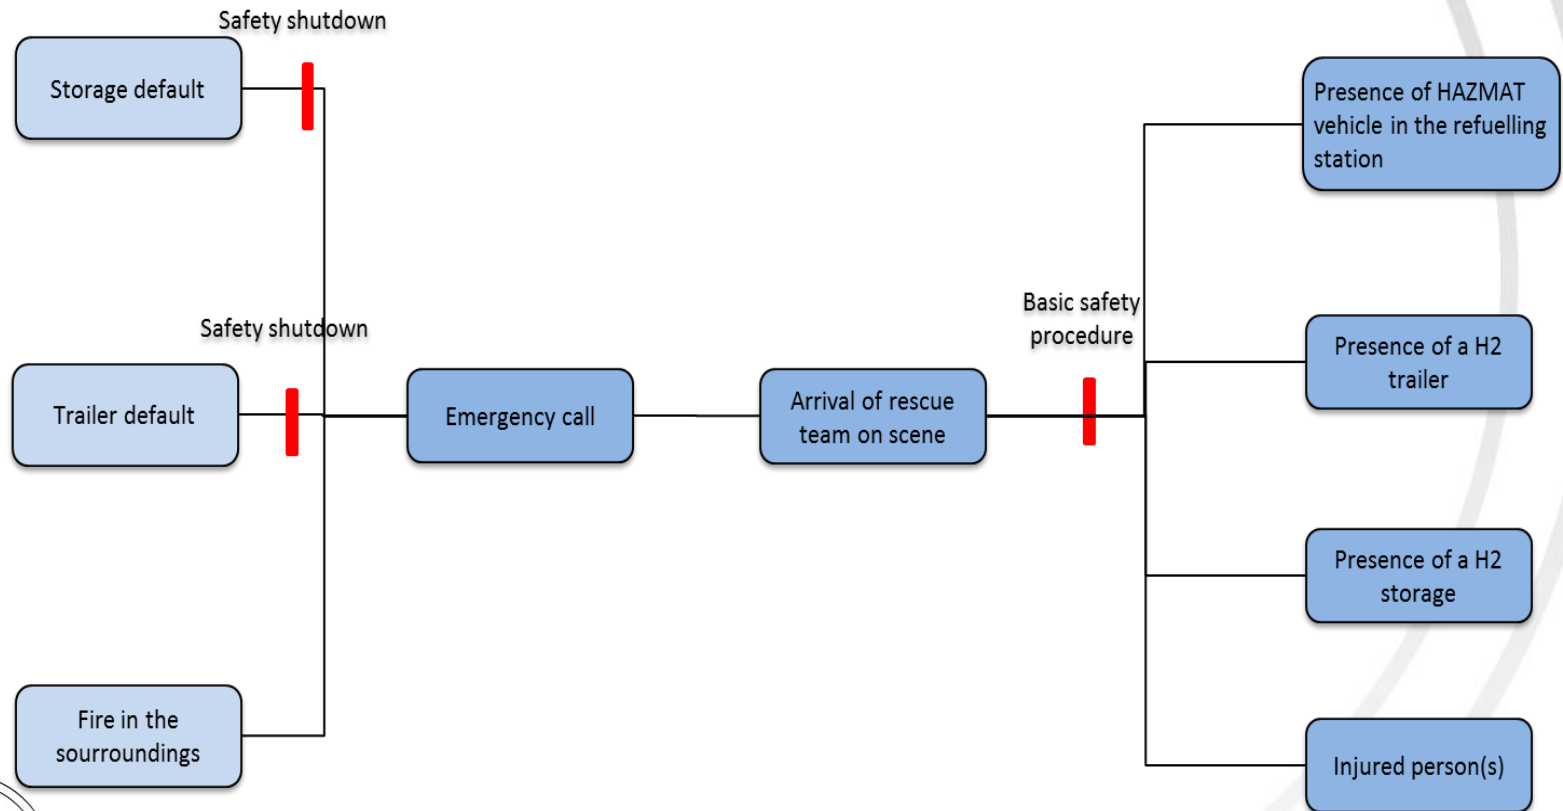 Safety shutdown
Storage default
Presence of HAZMAT
vehicle in the refuelling
station
Safety shutdown
Trailer default
Emergency call
Arrival of rescue
team on scene
Basic safety
procedure
Presence of a H2
trailer
Presence of a H2
storage
Fire in the
sourroundings
Injured person(s)